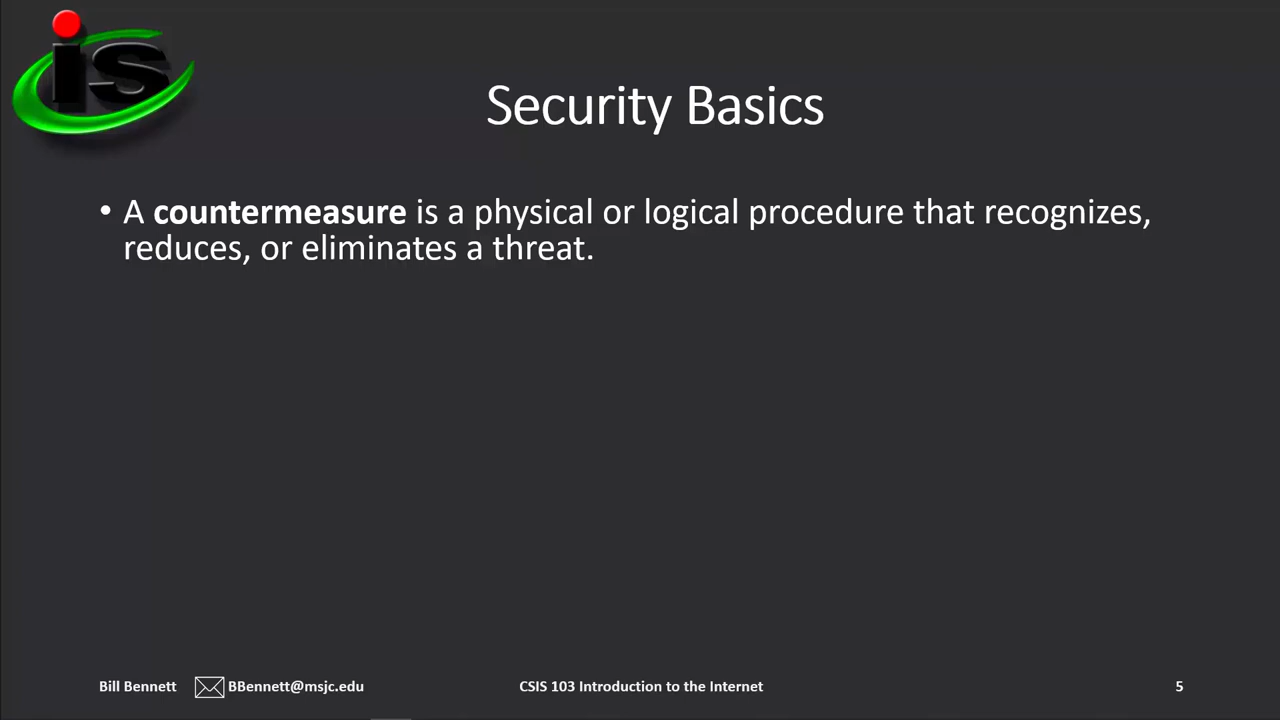 is
Security Basics
• A countermeasure is a physical or logical procedure that recognizes,
reduces, or eliminates a threat.
Bill Bennett BBennett@msjc.edu CSIS 103 Introduction to the Internet 5